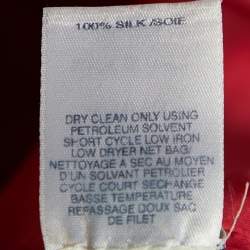 100% SILK/SOIE
DRY CLEAN ONLY USING
PETROLEUM SOLVENT
SHORT CYCLE LOW IRON
LOW DRYER NET BAG/
NETTOYAGE A SEC AU MOYEN
D'UN SOLVANT PETROLIER
CYCLE COURT SECHANGE
BASSE TEMPERATURE
REPASSAGE DOUX SAC
DE FILET